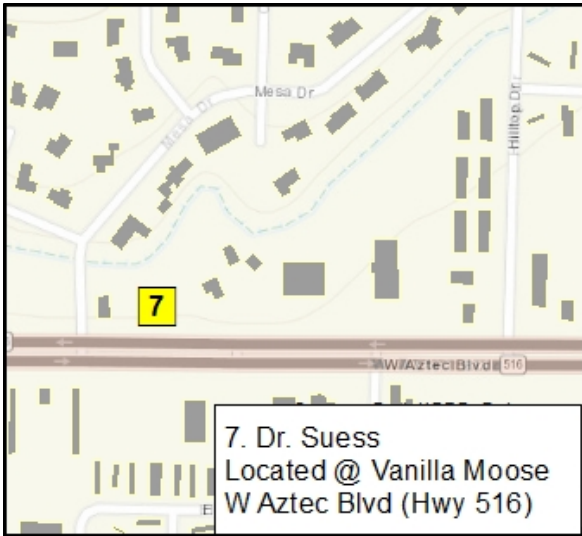 Mesa Dr
Mesa Dr
Hilltop Dr
7
W Aztec Blvd
516
E
7. Dr. Suess
Located @ Vanilla Moose
W Aztec Blvd (Hwy 516)